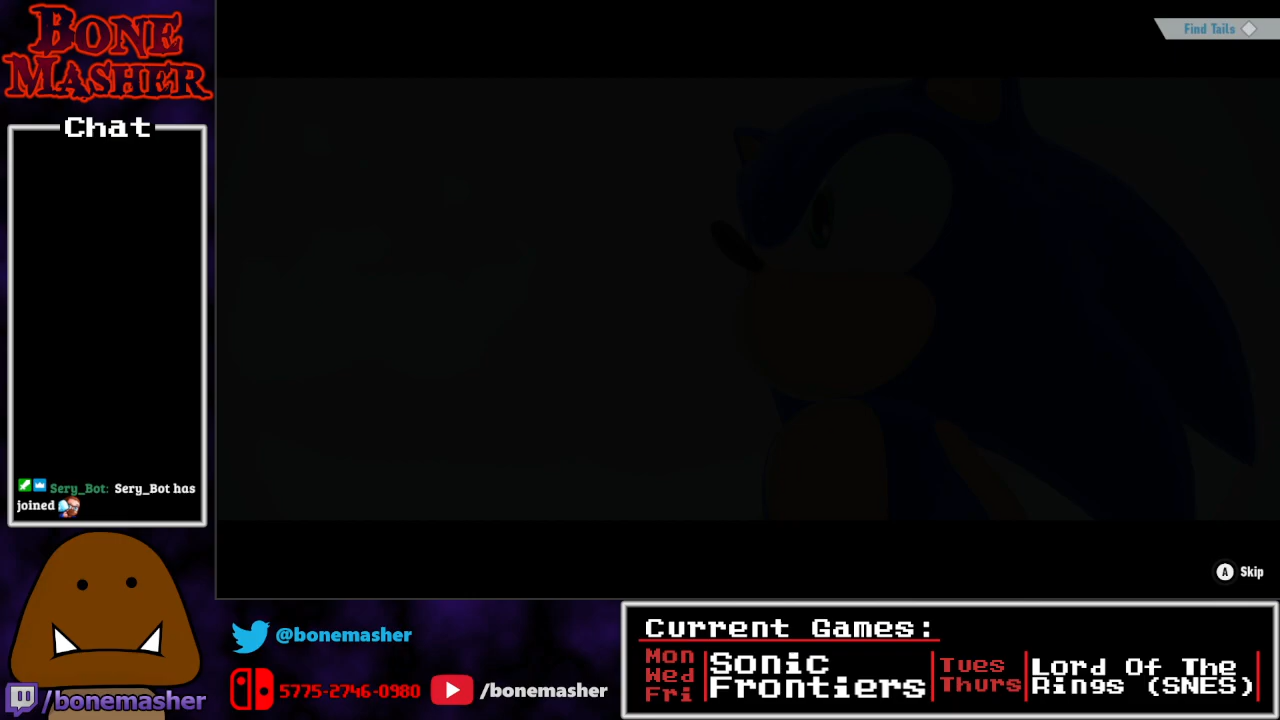 BONE
MASHER
Chat
Sery_Bot: Sery_Bot has
joined
/bonemasher
Find Tails
A Skip
@bonemasher
5775-2746-0980
/bonemasher
Current Games:
Mon
Wed
Fri
Sonic
Frontiers
Tues
Thurs
Lord Of The
Rings (SNES)